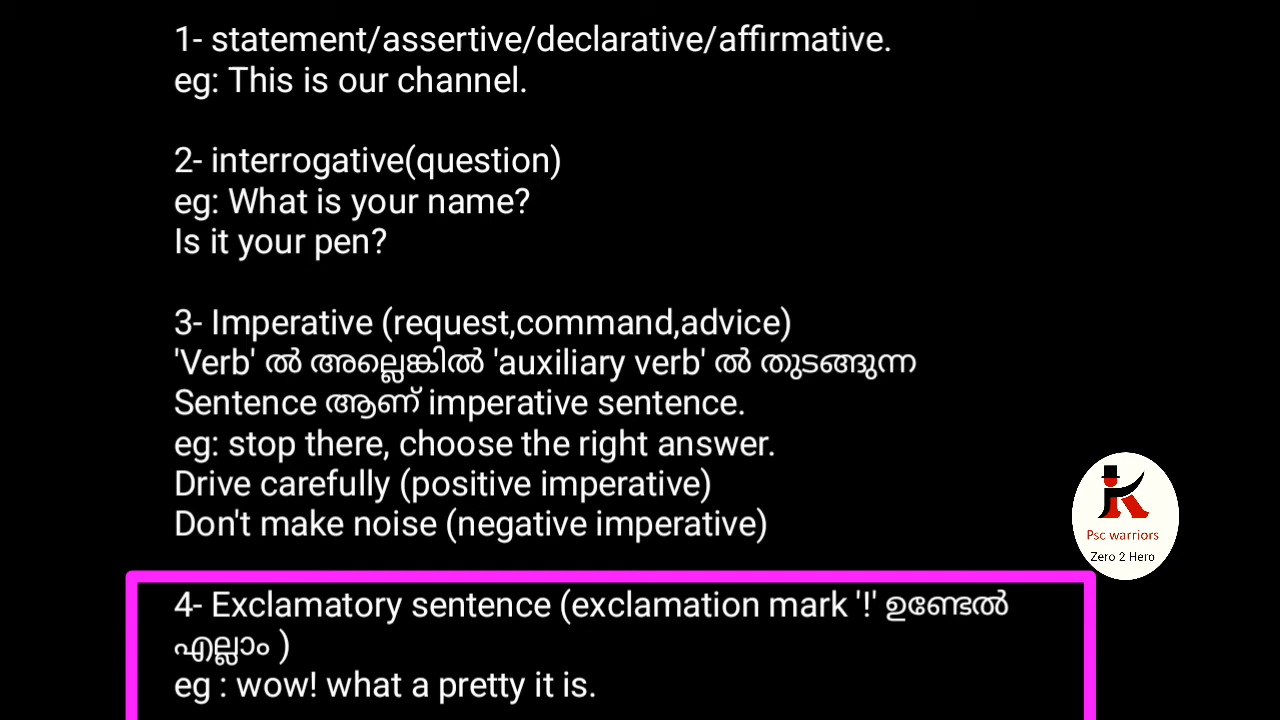 1- statement/assertive/declarative/affirmative.
eg: This is our channel.
2- interrogative(question)
eg: What is your name?
Is it your pen?
3- Imperative (request,command,advice)
'Verb' ൽ അല്ലെങ്കിൽ 'auxiliary verb' ൽ തുടങ്ങുന്ന
Sentence ആണ് imperative sentence.
eg: stop there, choose the right answer.
Drive carefully (positive imperative)
Don't make noise (negative imperative)
Psc warriors
Zero 2 Hero
4- Exclamatory sentence (exclamation mark '!' ഉണ്ടേൽ
എല്ലാം )
eg : wow! what a pretty it is.